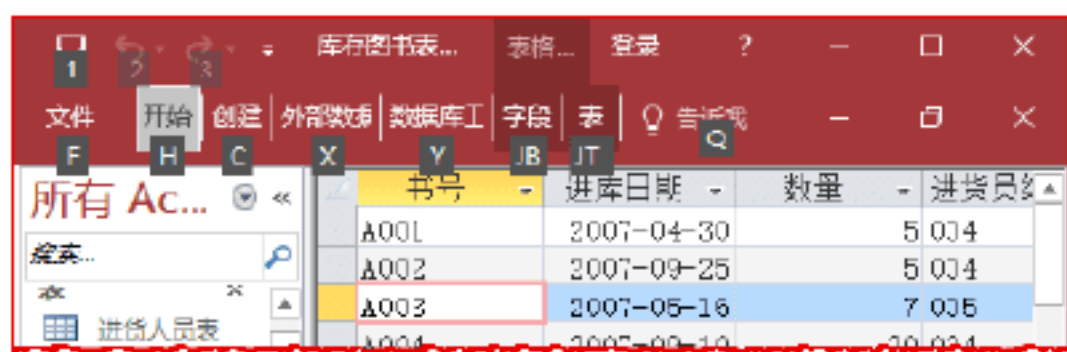 库存图书表... 表格... 登录 ?
1 2 3
文件 开始 创建 外部数据 数据库工 字段 表 告诉我
F H C X Y JB JT Q
所有 Ac... «
书号 进库日期 数量 进货员
搜索...
A001 2007-04-30 5 004
A002 2007-09-25 5 004
表
A003 2007-05-16 7 005
进货人员表
A004